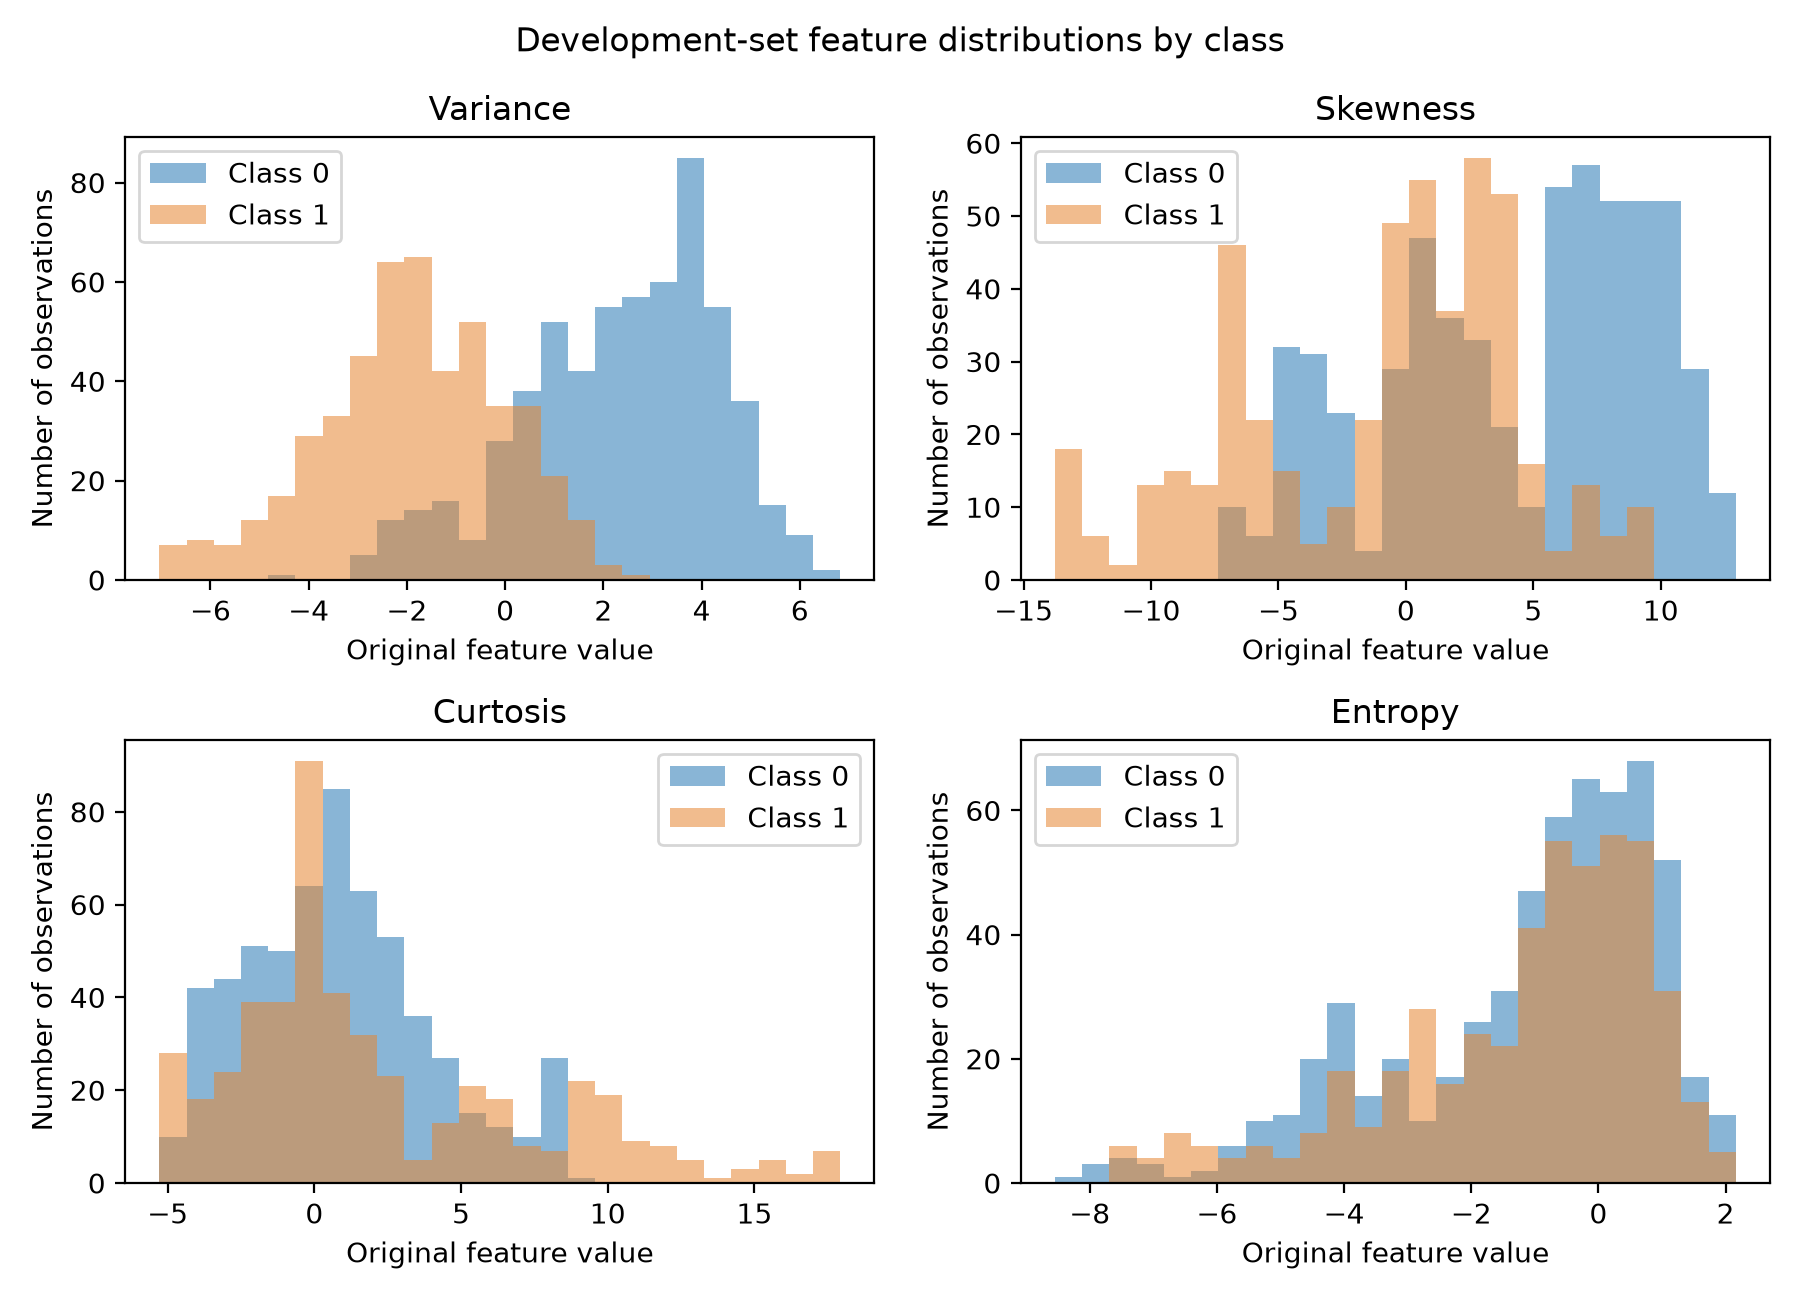 Development-set feature distributions by class
Variance
Class 0
Class 1
Number of observations
0
20
40
60
80
−6
−4
−2
0
2
4
6
Original feature value
Skewness
Class 0
Class 1
Number of observations
0
10
20
30
40
50
60
−15
−10
−5
0
5
10
Original feature value
Curtosis
Class 0
Class 1
Number of observations
0
20
40
60
80
−5
0
5
10
15
Original feature value
Entropy
Class 0
Class 1
Number of observations
0
20
40
60
−8
−6
−4
−2
0
2
Original feature value